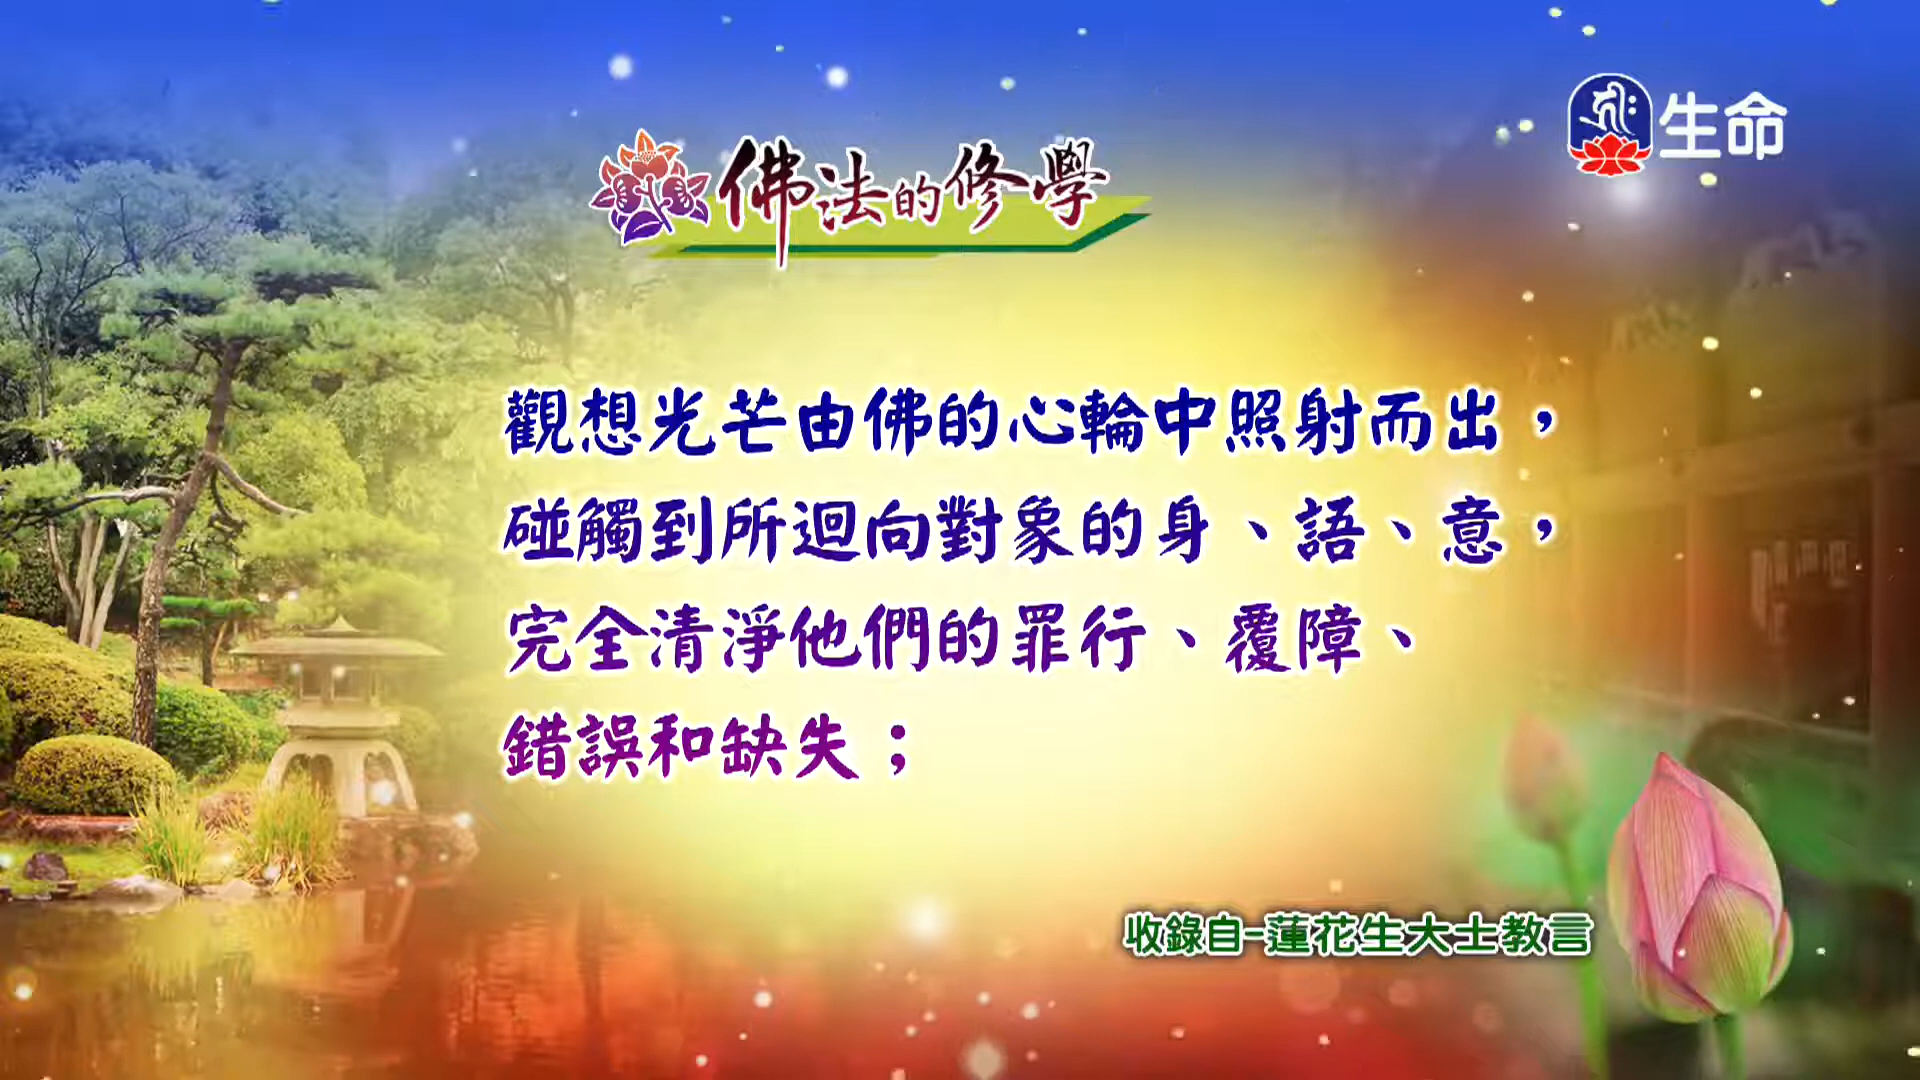 生命
佛法的修學
觀想光芒由佛的心輪中照射而出，
碰觸到所迴向對象的身、語、意，
完全清淨他們的罪行、覆障、
錯誤和缺失；
收錄自-蓮花生大士教言